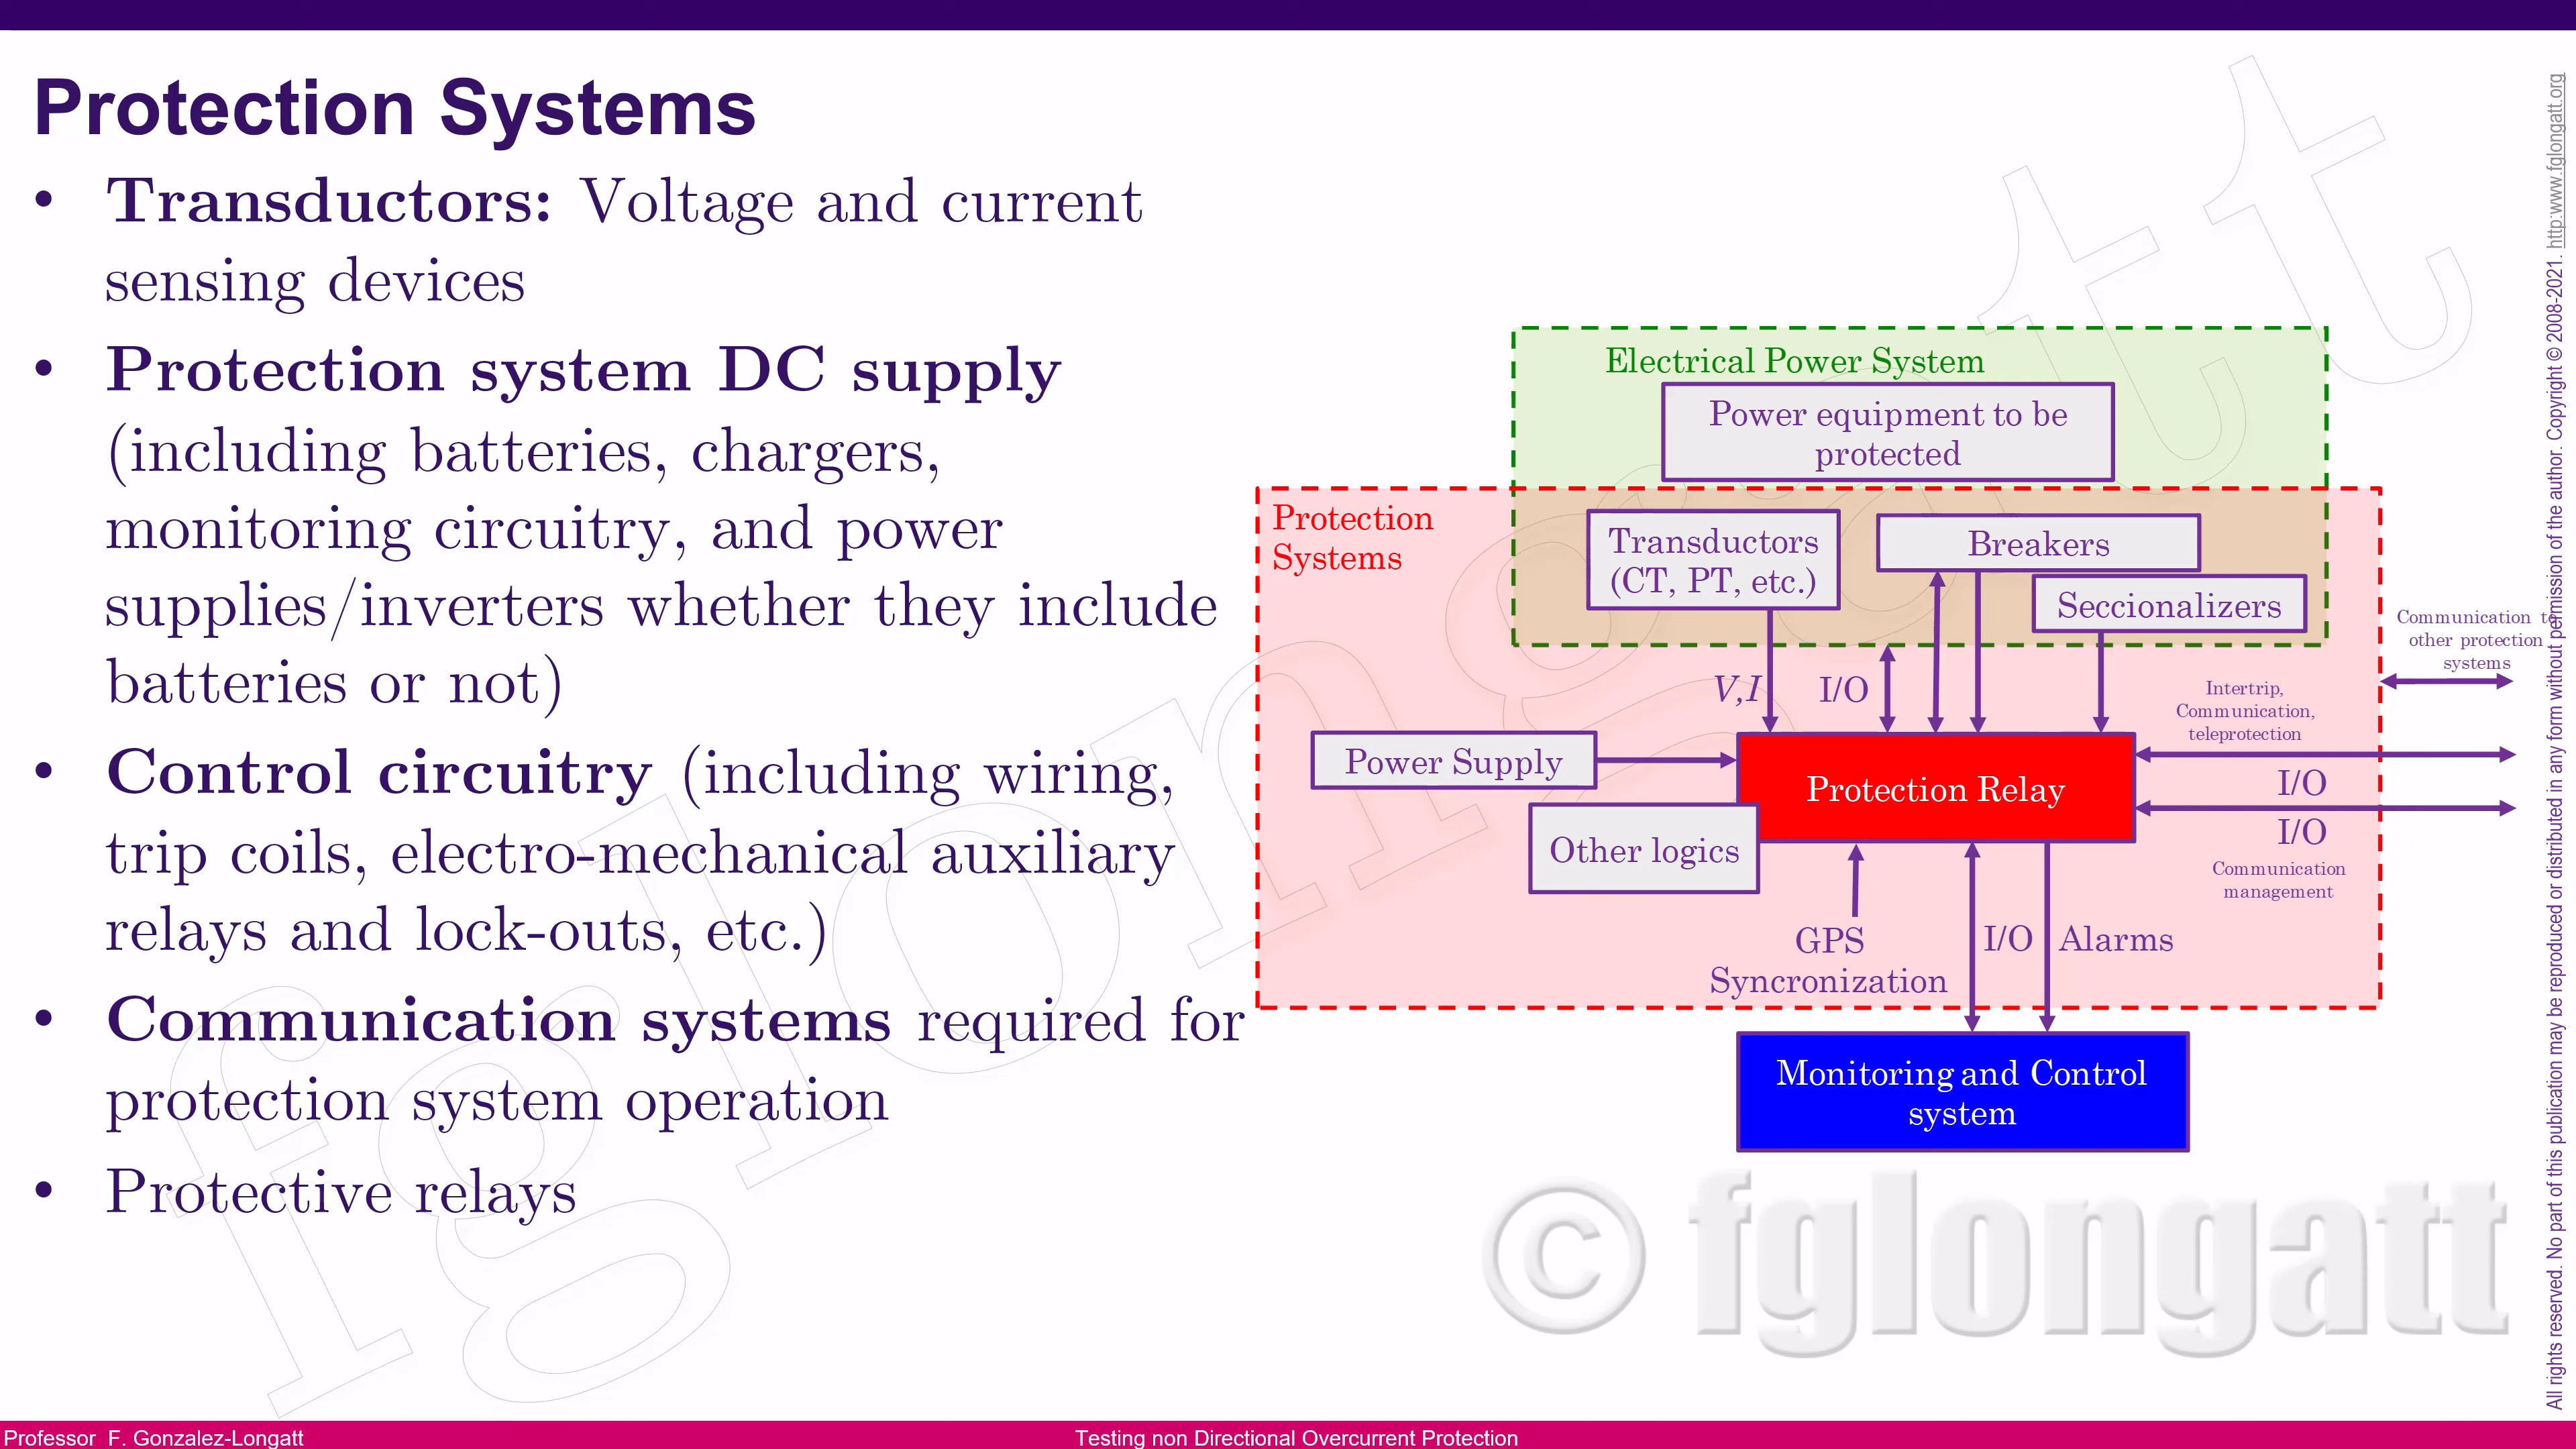 Protection Systems
• Transductors: Voltage and current
sensing devices
• Protection system DC supply
(including batteries, chargers,
monitoring circuitry, and power
supplies/inverters whether they include
batteries or not)
• Control circuitry (including wiring,
trip coils, electro-mechanical auxiliary
relays and lock-outs, etc.)
• Communication systems required for
protection system operation
• Protective relays
Electrical Power System
Power equipment to be
protected
Protection
Systems
Transductors
(CT, PT, etc.)
Breakers
Seccionalizers
Communication to
other protection
systems
V,I
I/O
Intertrip,
Communication,
teleprotection
Power Supply
Protection Relay
I/O
I/O
Other logics
Communication
management
GPS
Syncronization
I/O
Alarms
Monitoring and Control
system
© fglongatt
fglongatt
All rights reserved. No part of this publication may be reproduced or distributed in any form without permission of the author. Copyright © 2008-2021. http:www.fglongatt.org
Professor F. Gonzalez-Longatt
Testing non Directional Overcurrent Protection